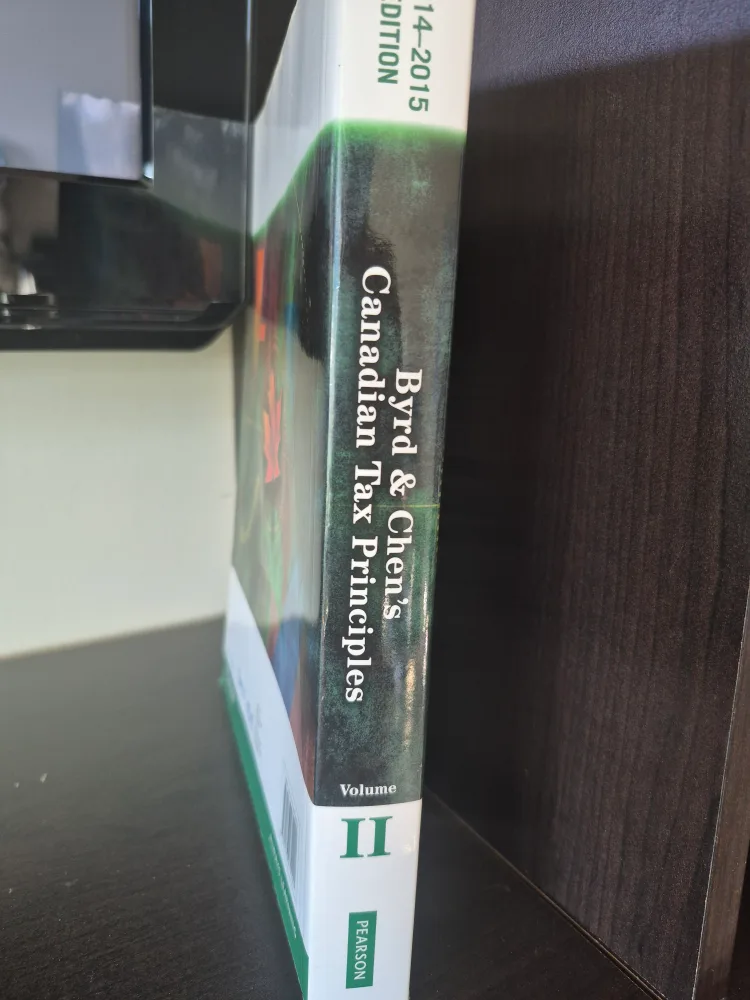 14–2015
EDITION
Byrd & Chen's
Canadian Tax Principles
Volume
II
PEARSON